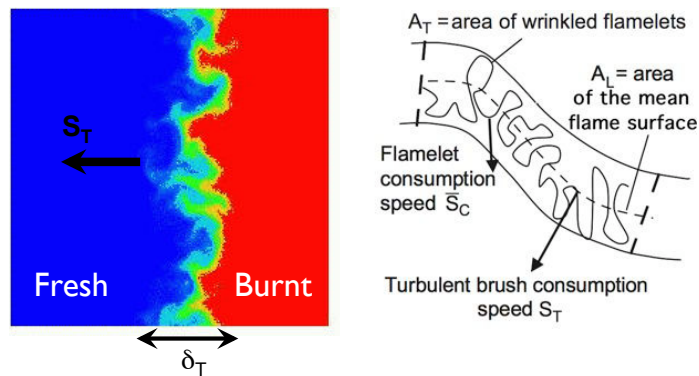 S_T
Fresh
Burnt
δ_T
A_T = area of wrinkled flamelets
A_L = area
of the mean
flame surface
Flamelet
consumption
speed S̅_C
Turbulent brush consumption
speed S_T